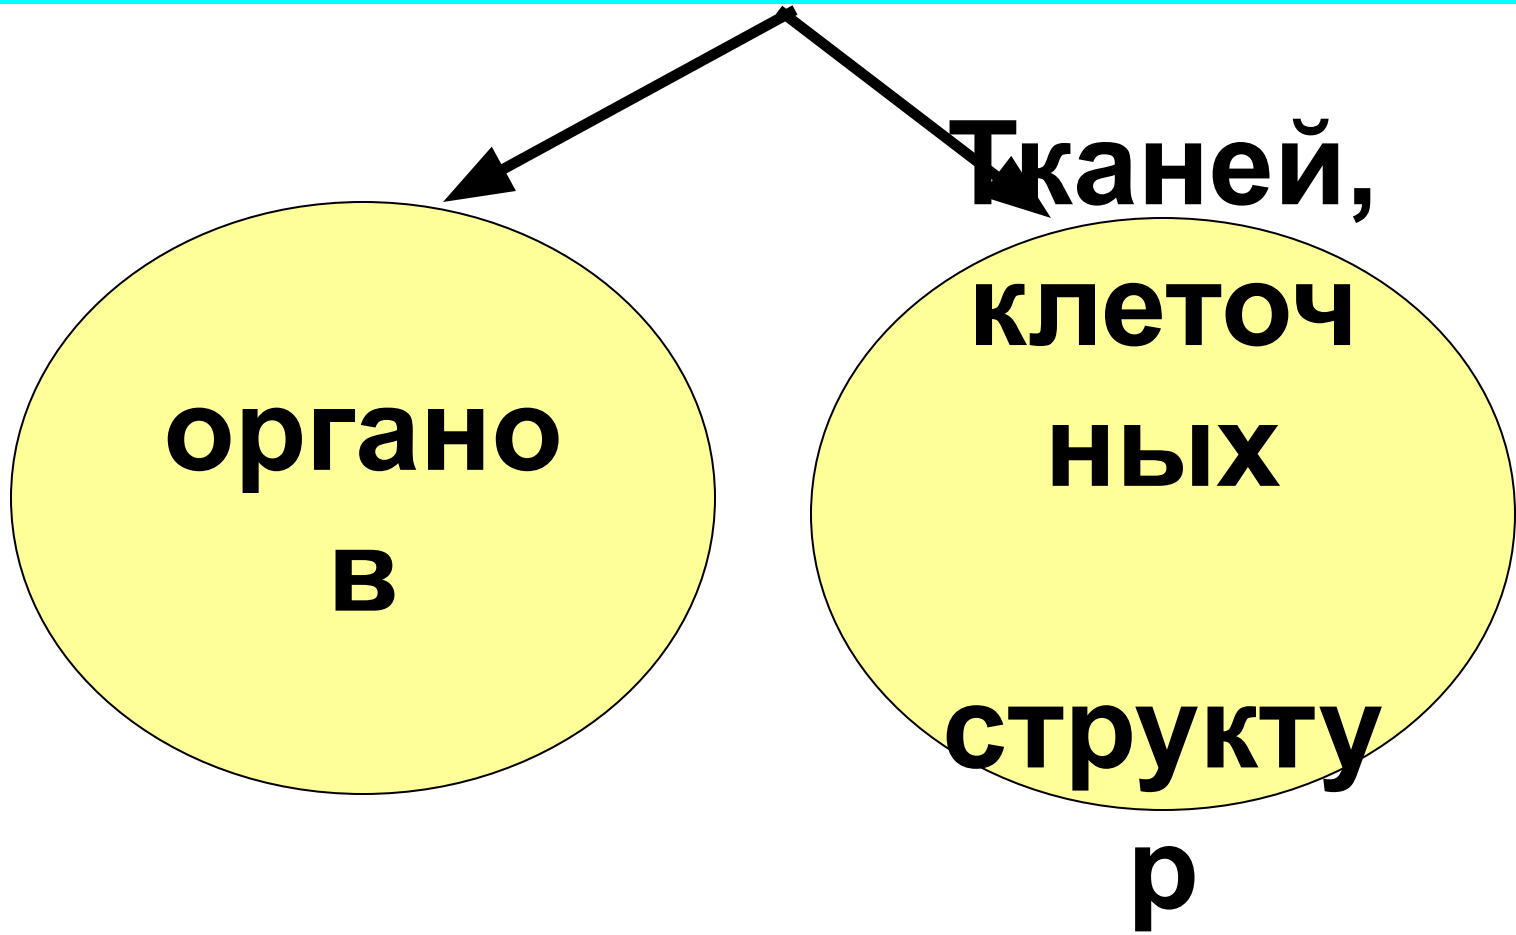 органо
в
Тканей,
клеточ
ных
структу
р